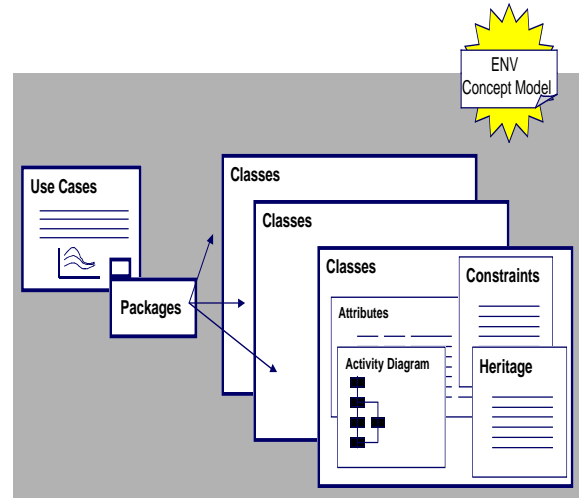 ENV
Concept Model
Use Cases
Classes
Classes
Packages
Classes
Constraints
Attributes
Activity Diagram
Heritage